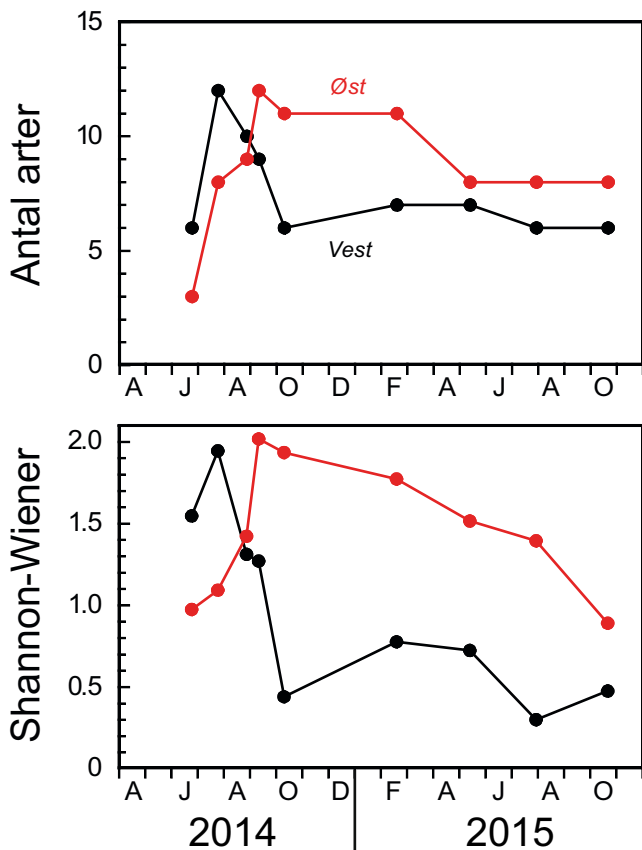 Antal arter
15
10
5
0
Øst
Vest
A J A O D F A J A O
Shannon-Wiener
2.0
1.5
1.0
0.5
0
A J A O D F A J A O
2014 2015